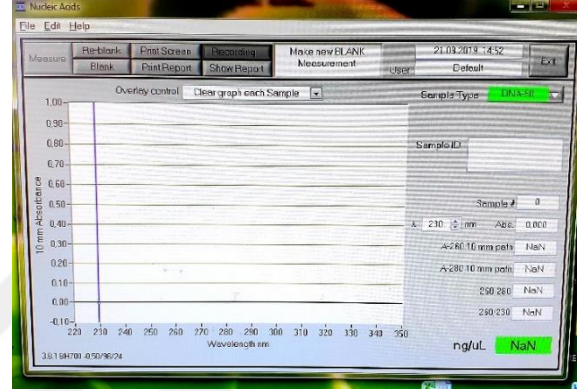 Nucleic Acids
File Edit Help
Measure
Re-blank Print Screen Recording
Blank Print Report Show Report
Make new BLANK
Measurement
21.09.2019 14:52
User Default
Exit
Overlay control Clear graph each Sample
Sample Type DNA-50
Sample ID
Sample # 0
λ 230 nm Abs. 0,000
A-260 10 mm path NaN
A-280 10 mm path NaN
260/280 NaN
260/230 NaN
ng/uL NaN
10 mm Absorbance
1,00
0,90
0,80
0,70
0,60
0,50
0,40
0,30
0,20
0.10
0.00
-0,10
220 230 240 250 260 270 280 290 300 310 320 330 340 350
Wavelength nm